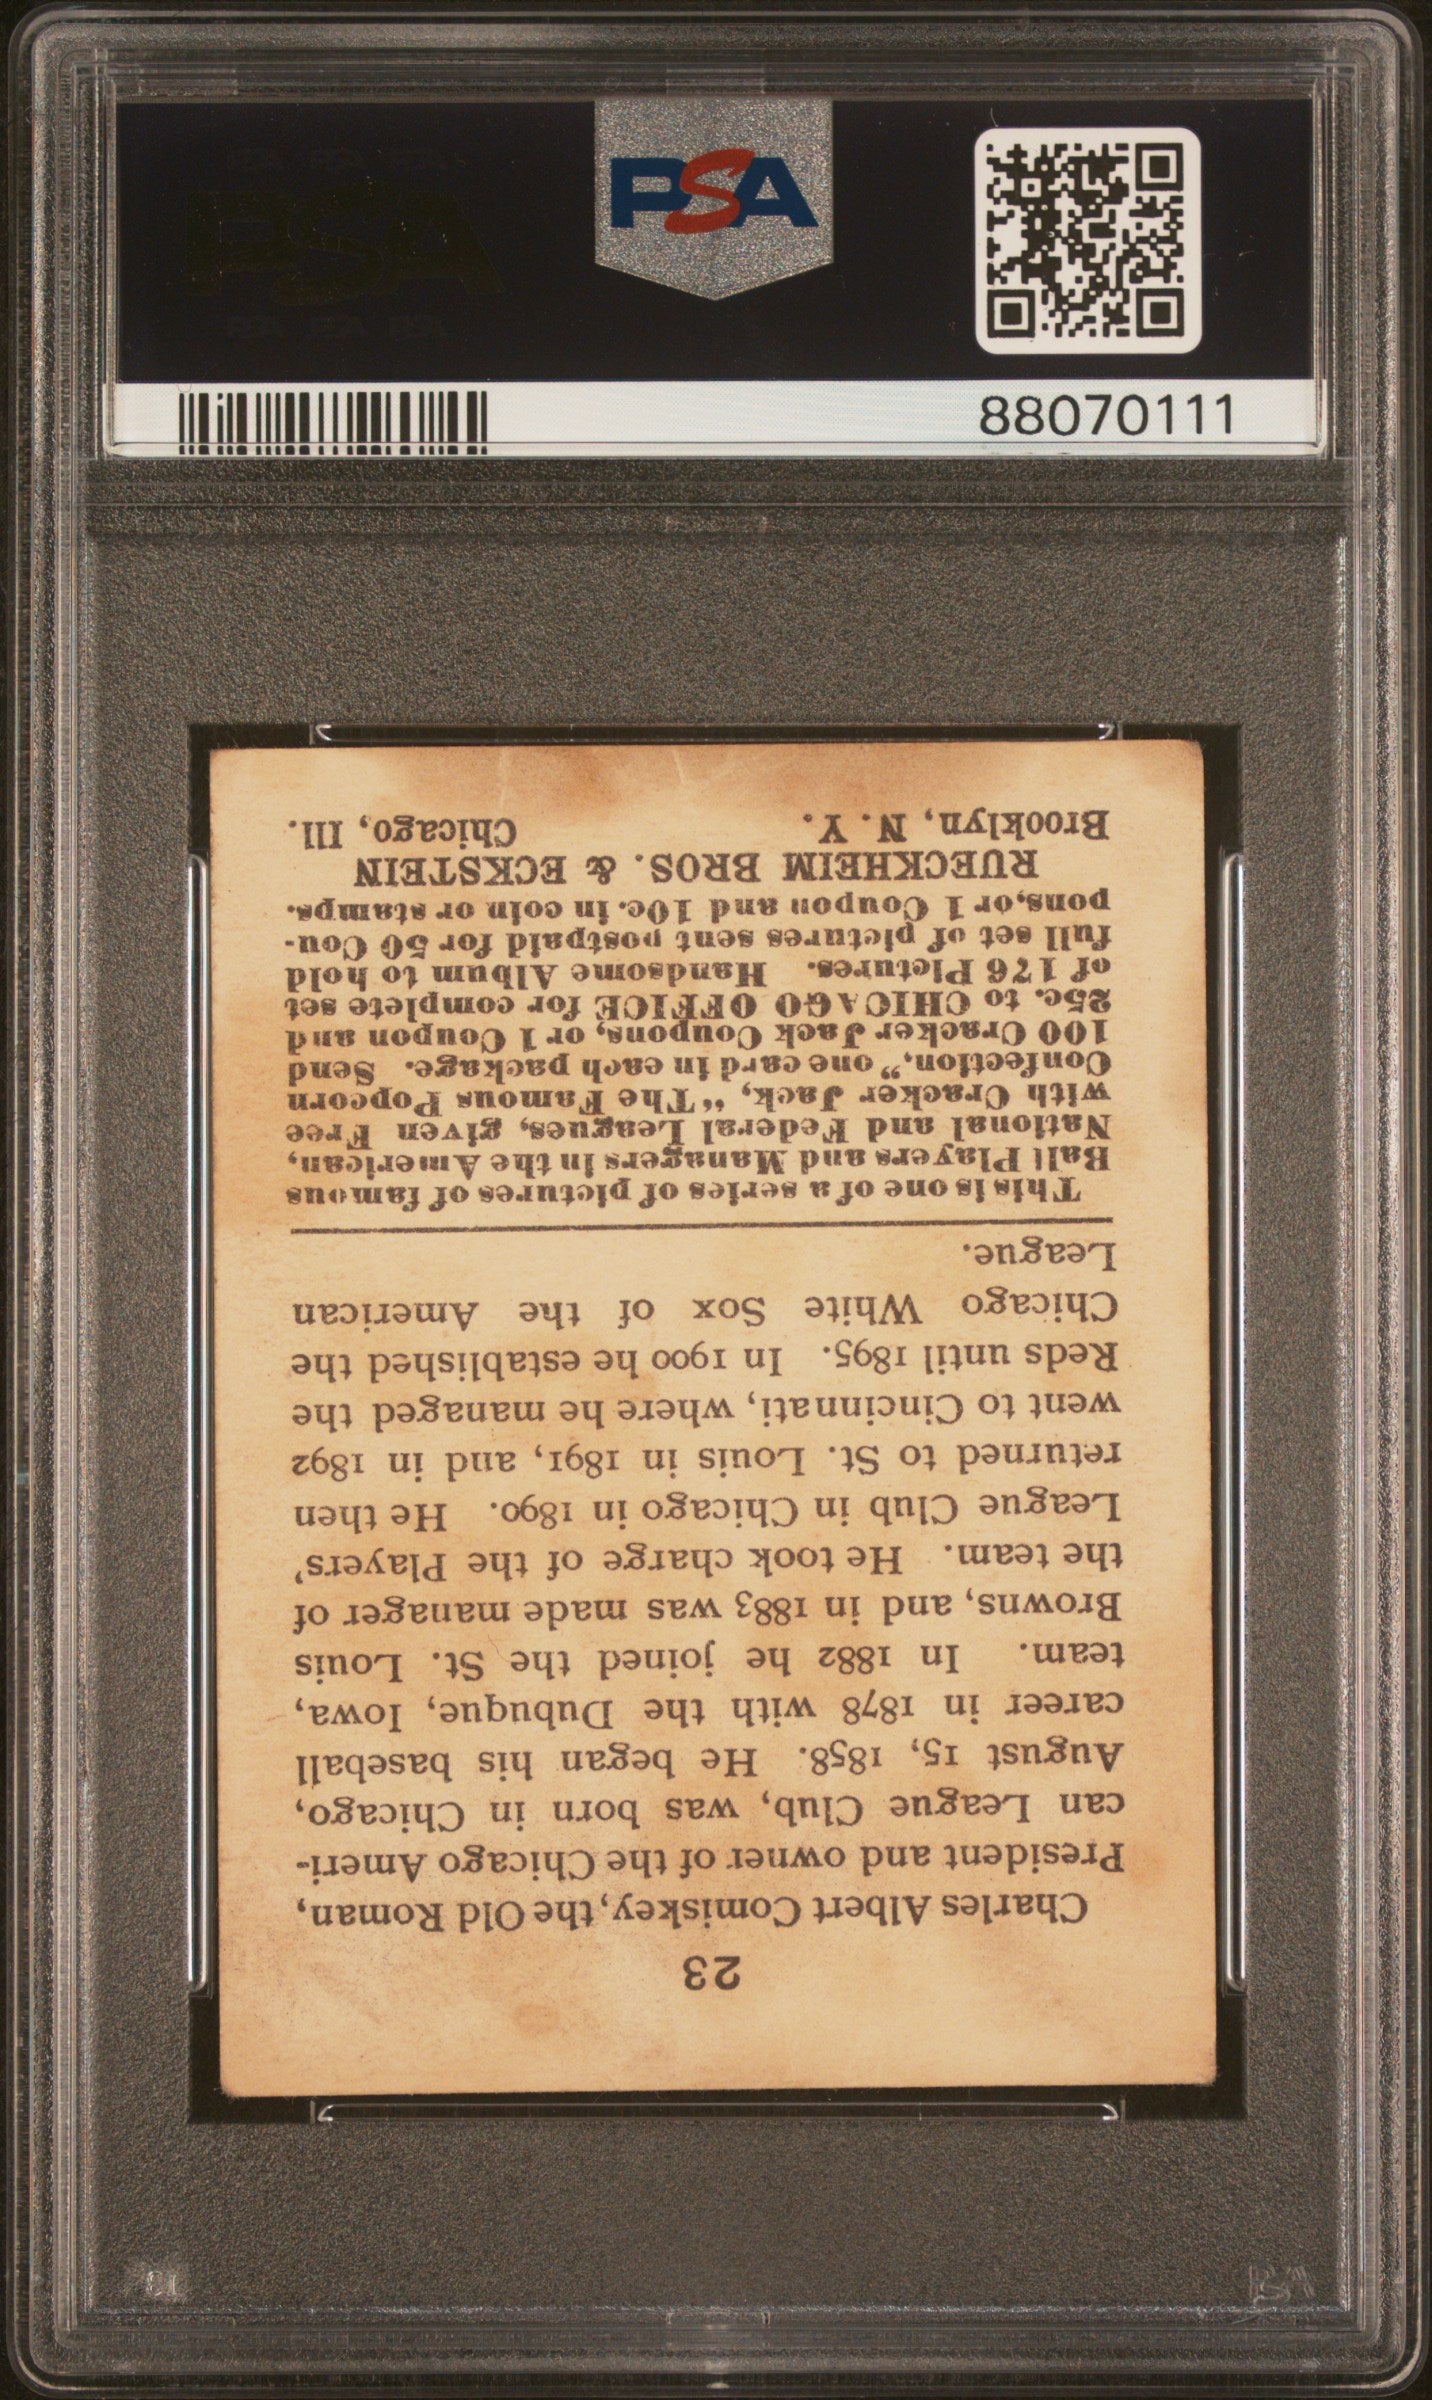 PSA
88070111
23
Charles Albert Comiskey, the Old Roman,
President and owner of the Chicago Ameri-
can League Club, was born in Chicago,
August 15, 1858. He began his baseball
career in 1878 with the Dubuque, Iowa,
team. In 1882 he joined the St. Louis
Browns, and in 1883 was made manager of
the team. He took charge of the Players'
League Club in Chicago in 1890. He then
returned to St. Louis in 1891, and in 1892
went to Cincinnati, where he managed the
Reds until 1895. In 1900 he established the
Chicago White Sox of the American
League.
This is one of a series of pictures of famous
Ball Players and Managers in the American,
National and Federal Leagues, given Free
with Cracker Jack, “The Famous Popcorn
Confection,” one card in each package. Send
100 Cracker Jack Coupons, or 1 Coupon and
25c. to CHICAGO OFFICE for complete set
of 176 Pictures. Handsome Album to hold
full set of pictures sent postpaid for 50 Cou-
pons, or 1 Coupon and 10c. in coin or stamps.
RUECKHEIM BROS. & ECKSTEIN
Brooklyn, N. Y. Chicago, Ill.
PSA